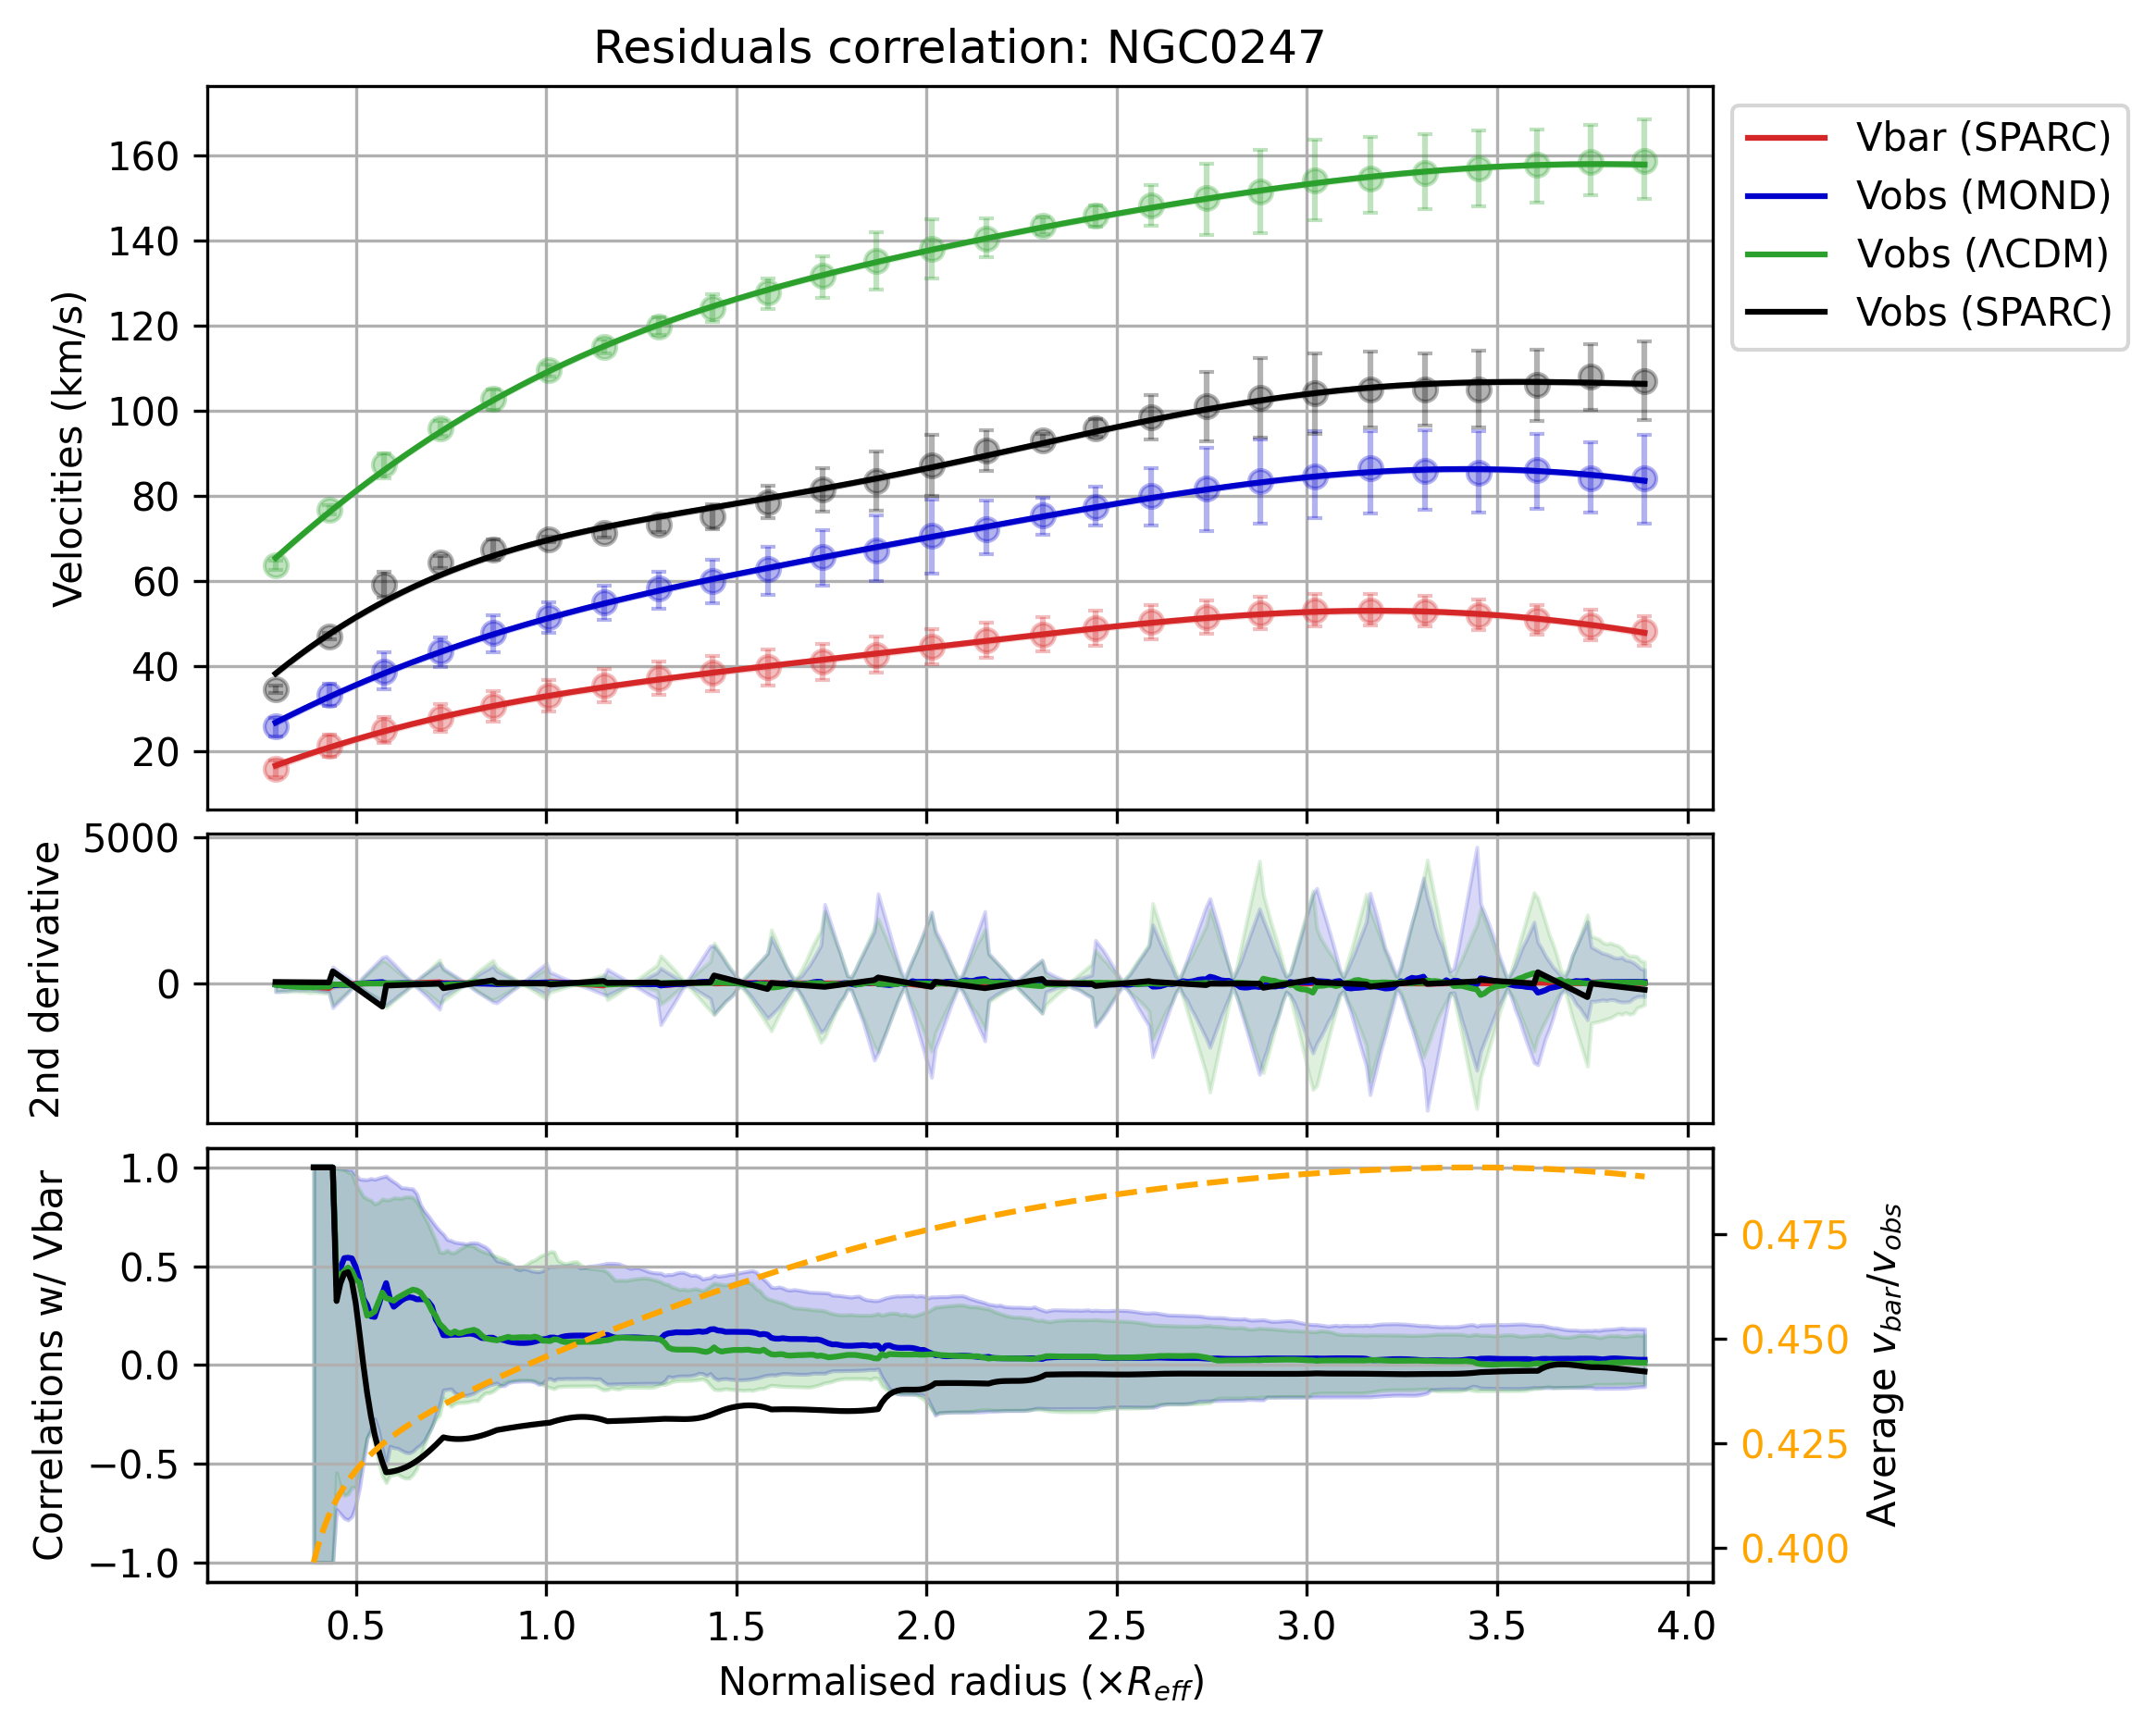 Residuals correlation: NGC0247
Velocities (km/s)
160
140
120
100
80
60
40
20
Vbar (SPARC)
Vobs (MOND)
Vobs (ΛCDM)
Vobs (SPARC)
2nd derivative
5000
0
Correlations w/ Vbar
1.0
0.5
0.0
−0.5
−1.0
0.475
0.450
0.425
0.400
Average v_bar/v_obs
0.5 1.0 1.5 2.0 2.5 3.0 3.5 4.0
Normalised radius (×R_eff)